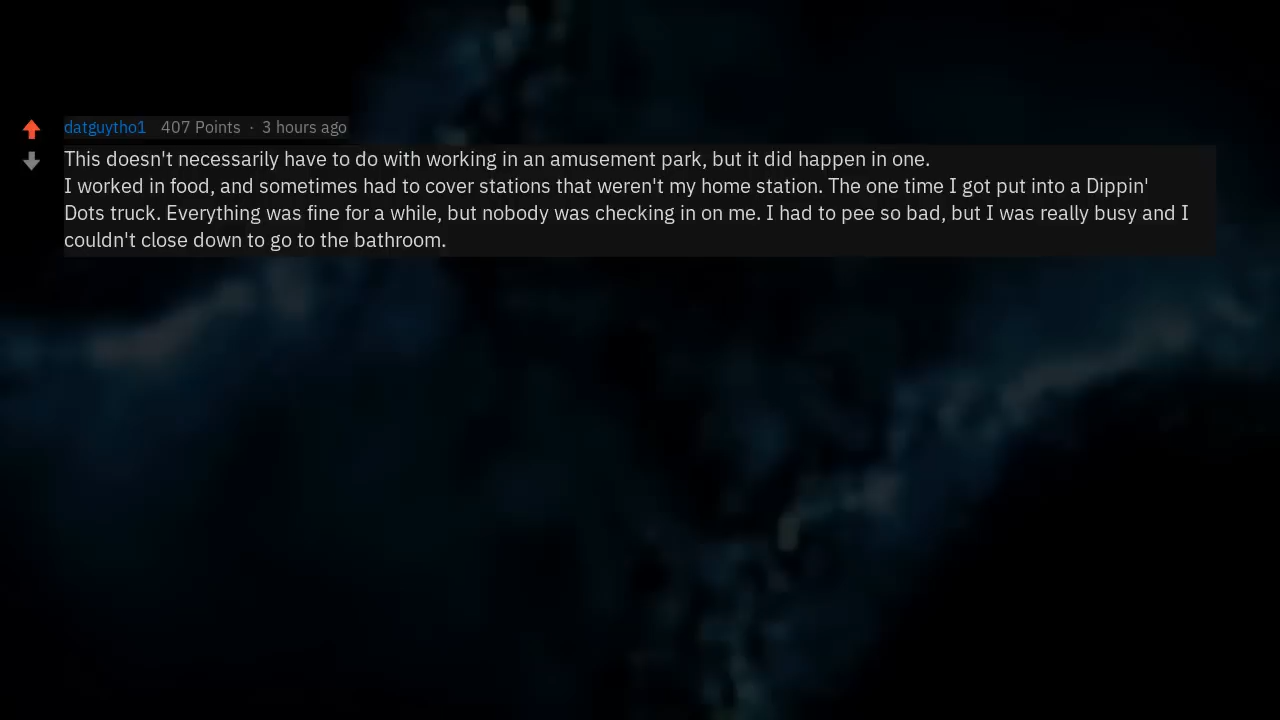 datguytho1 407 Points · 3 hours ago
This doesn't necessarily have to do with working in an amusement park, but it did happen in one.
I worked in food, and sometimes had to cover stations that weren't my home station. The one time I got put into a Dippin'
Dots truck. Everything was fine for a while, but nobody was checking in on me. I had to pee so bad, but I was really busy and I
couldn't close down to go to the bathroom.